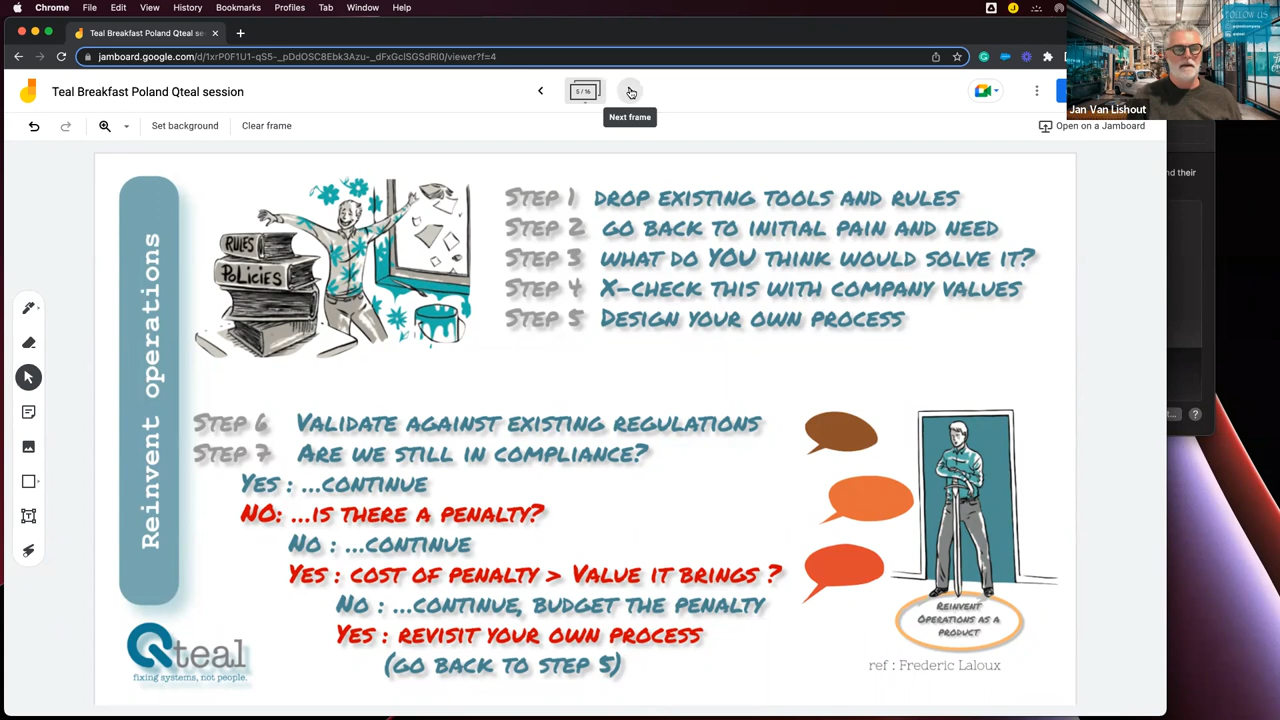 Chrome File Edit View History Bookmarks Profiles Tab Window Help
Teal Breakfast Poland Qteal ses
jamboard.google.com/d/1xrP0F1U1-qS5-_pDdOSC8Ebk3Azu-_dFxGclSGSdRI0/viewer?f=4
FOLLOW US
Jan Van Lishout
Teal Breakfast Poland Qteal session
5 / 16
Next frame
Set background
Clear frame
Open on a Jamboard
nd their
?
Reinvent operations
RULES
POLICIES
STEP 1 DROP EXISTING TOOLS AND RULES
STEP 2 GO BACK TO INITIAL PAIN AND NEED
STEP 3 WHAT DO YOU THINK WOULD SOLVE IT?
STEP 4 X-CHECK THIS WITH COMPANY VALUES
STEP 5 DESIGN YOUR OWN PROCESS
STEP 6 VALIDATE AGAINST EXISTING REGULATIONS
STEP 7 ARE WE STILL IN COMPLIANCE?
YES : ...CONTINUE
NO: ...IS THERE A PENALTY?
NO : ...CONTINUE
YES : COST OF PENALTY > VALUE IT BRINGS ?
NO : ...CONTINUE, BUDGET THE PENALTY
YES : REVISIT YOUR OWN PROCESS
(GO BACK TO STEP 5)
REINVENT
OPERATIONS AS A
PRODUCT
ref : Frederic Laloux
Qteal
fixing systems, not people.